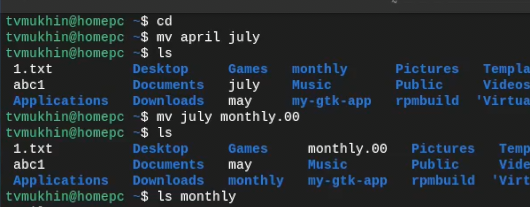 tvmukhin@homepc ~$ cd
tvmukhin@homepc ~$ mv april july
tvmukhin@homepc ~$ ls
1.txt Desktop Games monthly Pictures Templa
abc1 Documents july Music Public Videos
Applications Downloads may my-gtk-app rpmbuild 'Virtua
tvmukhin@homepc ~$ mv july monthly.00
tvmukhin@homepc ~$ ls
1.txt Desktop Games monthly.00 Pictures Temp
abc1 Documents may Music Public Vide
Applications Downloads monthly my-gtk-app rpmbuild 'Virt
tvmukhin@homepc ~$ ls monthly